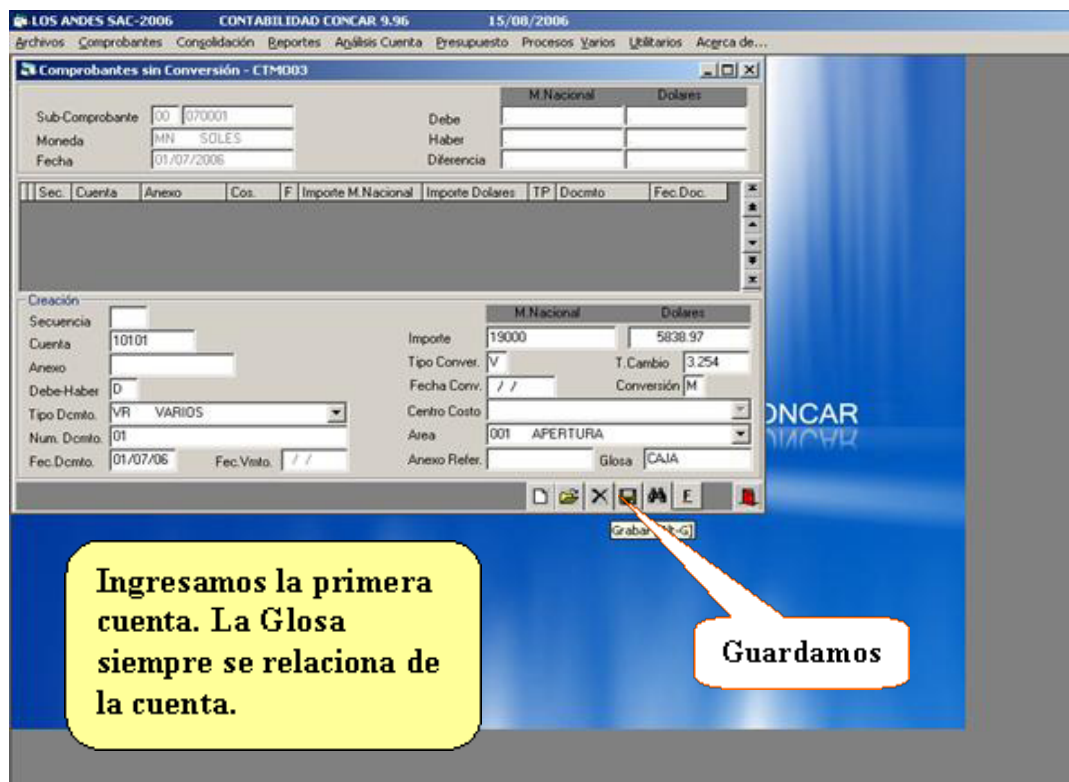 LOS ANDES SAC-2006 CONTABILIDAD CONCAR 9.96 15/08/2006
Archivos Comprobantes Consolidación Reportes Análisis Cuenta Presupuesto Procesos Varios Utilitarios Acerca de...
Comprobantes sin Conversión - CTMO03
M.Nacional Dolares
Sub-Comprobante 00 070001 Debe
Moneda MN SOLES Haber
Fecha 01/07/2006 Diferencia
Sec. Cuenta Anexo Cos. F Importe M.Nacional Importe Dolares TP Docmto Fec.Doc.
Creación
M.Nacional Dolares
Secuencia
Cuenta 10101 Importe 19000 5838.97
Anexo Tipo Conver. V T.Cambio 3.254
Debe-Haber D Fecha Conv. / / Conversión M
Tipo Dcmto. VR VARIOS Centro Costo
Num. Dcmto. 01 Area 001 APERTURA
Fec.Dcmto. 01/07/06 Fec.Vmto. / / Anexo Refer. Glosa CAJA
ONCAR
E
Grabar
Ingresamos la primera
cuenta. La Glosa
siempre se relaciona de
la cuenta.
Guardamos